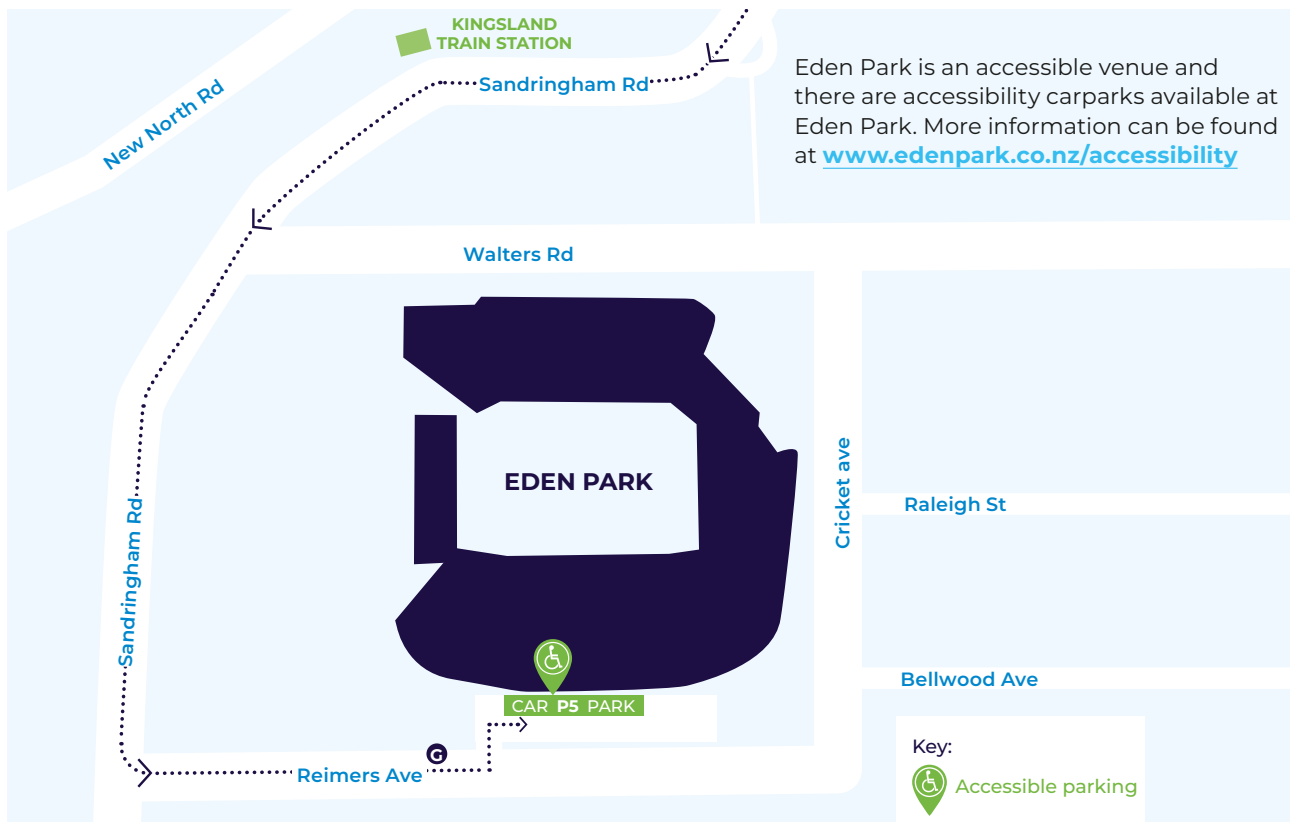 KINGSLAND
TRAIN STATION
Sandringham Rd
New North Rd
Eden Park is an accessible venue and
there are accessibility carparks available at
Eden Park. More information can be found
at www.edenpark.co.nz/accessibility
Walters Rd
EDEN PARK
Cricket ave
Raleigh St
Sandringham Rd
Bellwood Ave
CAR P5 PARK
G
Reimers Ave
Key:
Accessible parking